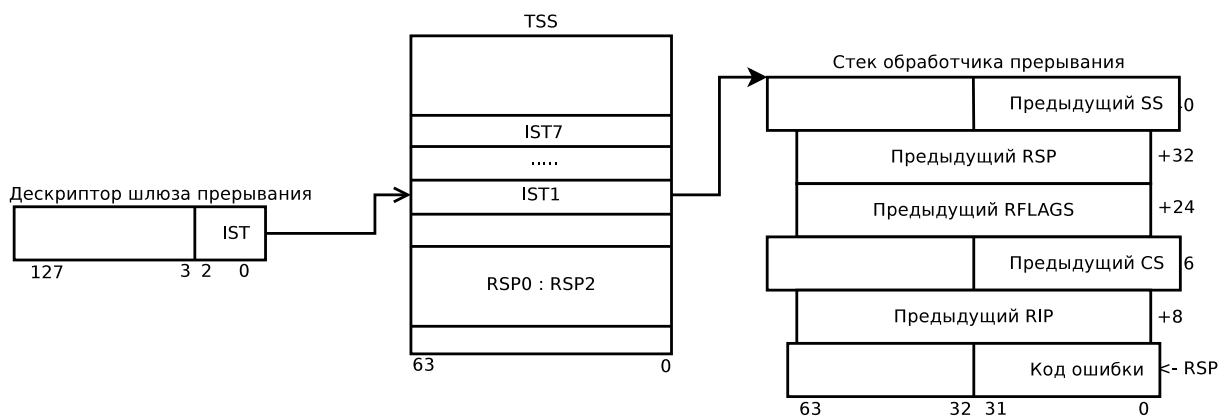 TSS
Стек обработчика прерывания
Предыдущий SS
0
IST7
.....
Предыдущий RSP
+32
Дескриптор шлюза прерывания
IST1
Предыдущий RFLAGS
+24
IST
127
3 2 0
RSP0 : RSP2
Предыдущий CS
6
Предыдущий RIP
+8
63 0
Код ошибки
<- RSP
63 32 31 0